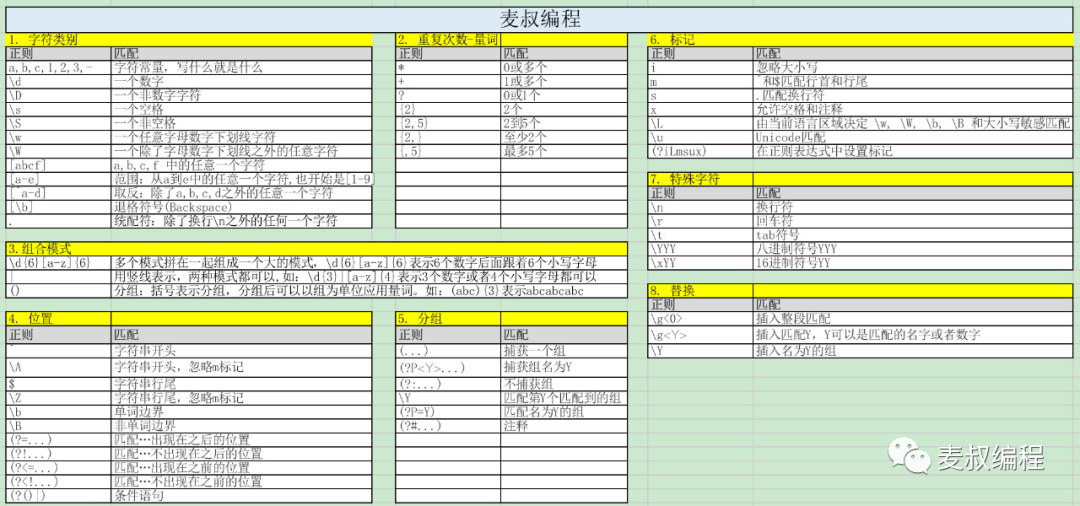 麦叔编程
1. 字符类别
正则 匹配
a,b,c,1,2,3,- 字符常量，写什么就是什么
\d 一个数字
\D 一个非数字字符
\s 一个空格
\S 一个非空格
\w 一个任意字母数字下划线字符
\W 一个除了字母数字下划线之外的任意字符
[abcf] a,b,c,f 中的任意一个字符
[a-e] 范围：从a到e中的任意一个字符,也开始是[1-9]
[^a-d] 取反：除了a,b,c,d之外的任意一个字符
[\b] 退格符号(Backspace)
. 统配符：除了换行\n之外的任何一个字符
2. 重复次数-量词
正则 匹配
* 0或多个
+ 1或多个
? 0或1个
{2} 2个
{2,5) 2到5个
{2,] 至少2个
{,5} 最多5个
3.组合模式
\d{6}[a-z]{6} 多个模式拼在一起组成一个大的模式，\d{6}[a-z]{6}表示6个数字后面跟着6个小写字母
| 用竖线表示，两种模式都可以,如：\d{3}|[a-z]{4}表示3个数字或者4个小写字母都可以
() 分组：括号表示分组，分组后可以以组为单位应用量词。如：(abc){3}表示abcabcabc
4. 位置
正则 匹配
^ 字符串开头
\A 字符串开头，忽略m标记
$ 字符串行尾
\Z 字符串行尾，忽略m标记
\b 单词边界
\B 非单词边界
(?=...) 匹配…出现在之后的位置
(?!...) 匹配…不出现在之后的位置
(?<=...) 匹配…出现在之前的位置
(?<!...) 匹配…不出现在之前的位置
(?()|) 条件语句
5. 分组
正则 匹配
(...) 捕获一个组
(?P<Y>...) 捕获组名为Y
(?:...) 不捕获组
\Y 匹配第Y个匹配到的组
(?P=Y) 匹配名为Y的组
(?#...) 注释
6. 标记
正则 匹配
i 忽略大小写
m ^和$匹配行首和行尾
s .匹配换行符
x 允许空格和注释
\L 由当前语言区域决定 \w, \W, \b, \B 和大小写敏感匹配
\u Unicode匹配
(?iLmsux) 在正则表达式中设置标记
7. 特殊字符
正则 匹配
\n 换行符
\r 回车符
\t tab符号
\YYY 八进制符号YYY
\xYY 16进制符号YY
8. 替换
正则 匹配
\g<0> 插入整段匹配
\g<Y> 插入匹配Y，Y可以是匹配的名字或者数字
\Y 插入名为Y的组
麦叔编程